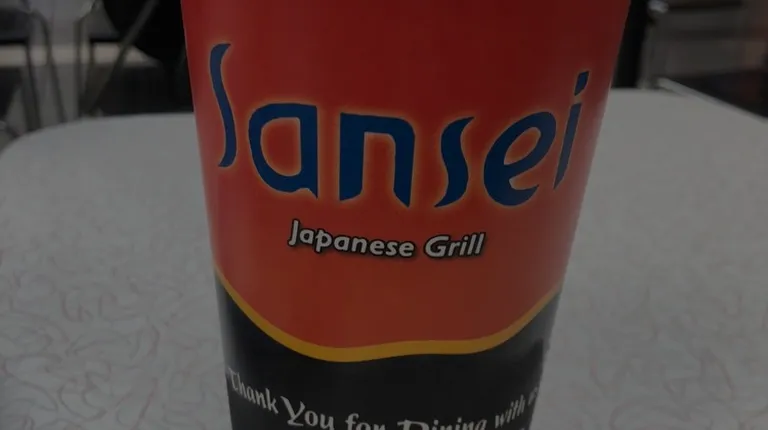 Sansei
Japanese Grill
Thank You for Dining with